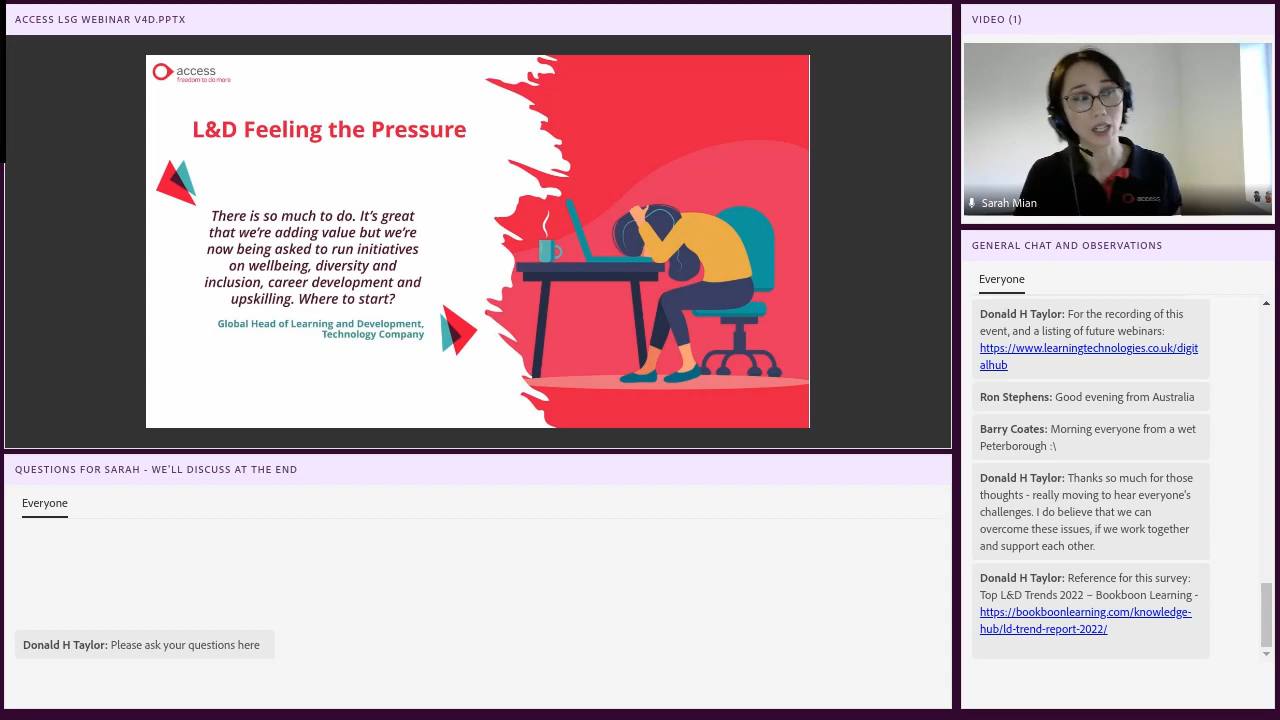 ACCESS LSG WEBINAR V4D.PPTX
access
freedom to do more
L&D Feeling the Pressure
There is so much to do. It's great
that we're adding value but we're
now being asked to run initiatives
on wellbeing, diversity and
inclusion, career development and
upskilling. Where to start?
Global Head of Learning and Development,
Technology Company
QUESTIONS FOR SARAH - WE'LL DISCUSS AT THE END
Everyone
Donald H Taylor: Please ask your questions here
VIDEO (1)
access
Sarah Mian
GENERAL CHAT AND OBSERVATIONS
Everyone
Donald H Taylor: For the recording of this
event, and a listing of future webinars:
https://www.learningtechnologies.co.uk/digit
alhub
Ron Stephens: Good evening from Australia
Barry Coates: Morning everyone from a wet
Peterborough :\
Donald H Taylor: Thanks so much for those
thoughts - really moving to hear everyone's
challenges. I do believe that we can
overcome these issues, if we work together
and support each other.
Donald H Taylor: Reference for this survey:
Top L&D Trends 2022 – Bookboon Learning -
https://bookboonlearning.com/knowledge-
hub/ld-trend-report-2022/